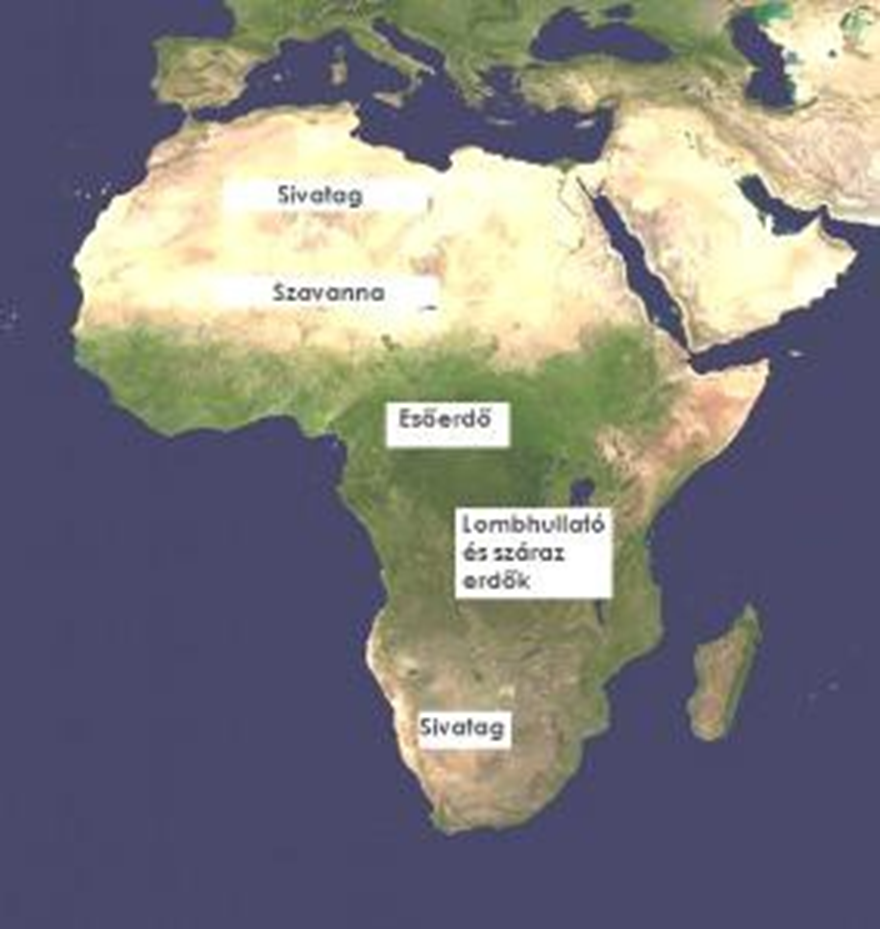 Sivatag
Szavanna
Esőerdő
Lombhullató
és száraz
erdők
Sivatag